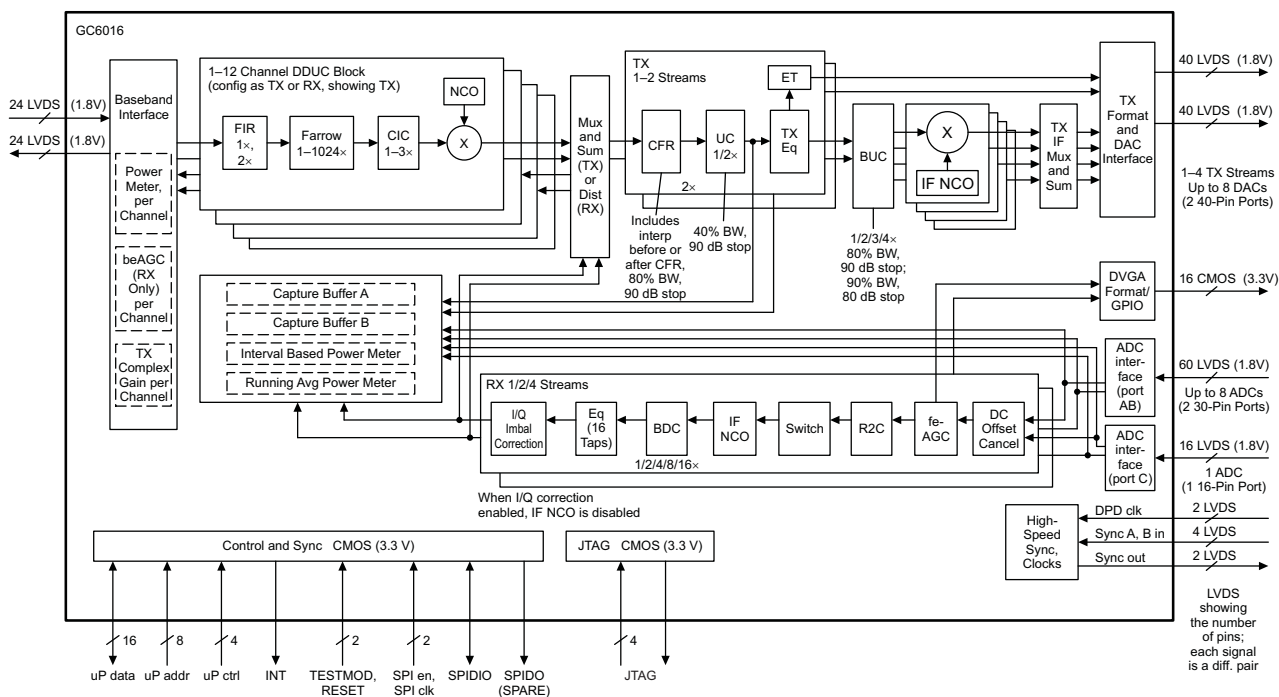 GC6016
24 LVDS (1.8V)
24 LVDS (1.8V)
Baseband
Interface
Power
Meter,
per
Channel
beAGC
(RX
Only)
per
Channel
TX
Complex
Gain per
Channel
1–12 Channel DDUC Block
(config as TX or RX, showing TX)
NCO
FIR
1×,
2×
Farrow
1–1024×
CIC
1–3×
X
Mux
and
Sum
(TX)
or
Dist
(RX)
TX
1–2 Streams
ET
CFR
UC
1/2×
TX
Eq
2×
Includes
interp
before or
after CFR,
80% BW,
90 dB stop
40% BW,
90 dB stop
BUC
1/2/3/4×
80% BW,
90 dB stop;
90% BW,
80 dB stop
X
IF NCO
TX
IF
Mux
and
Sum
TX
Format
and
DAC
Interface
40 LVDS (1.8V)
40 LVDS (1.8V)
1–4 TX Streams
Up to 8 DACs
(2 40-Pin Ports)
DVGA
Format/
GPIO
16 CMOS (3.3V)
Capture Buffer A
Capture Buffer B
Interval Based Power Meter
Running Avg Power Meter
RX 1/2/4 Streams
I/Q
Imbal
Correction
Eq
(16
Taps)
BDC
IF
NCO
Switch
R2C
fe-
AGC
DC
Offset
Cancel
1/2/4/8/16×
When I/Q correction
enabled, IF NCO is disabled
ADC
inter-
face
(port
AB)
60 LVDS (1.8V)
Up to 8 ADCs
(2 30-Pin Ports)
ADC
inter-
face
(port C)
16 LVDS (1.8V)
1 ADC
(1 16-Pin Port)
High-
Speed
Sync,
Clocks
DPD clk
2 LVDS
Sync A, B in
4 LVDS
Sync out
2 LVDS
LVDS
showing
the number
of pins;
each signal
is a diff. pair
Control and Sync CMOS (3.3 V)
JTAG CMOS (3.3 V)
16
8
4
2
2
4
uP data
uP addr
uP ctrl
INT
TESTMOD,
RESET
SPI en,
SPI clk
SPIDIO
SPIDO
(SPARE)
JTAG